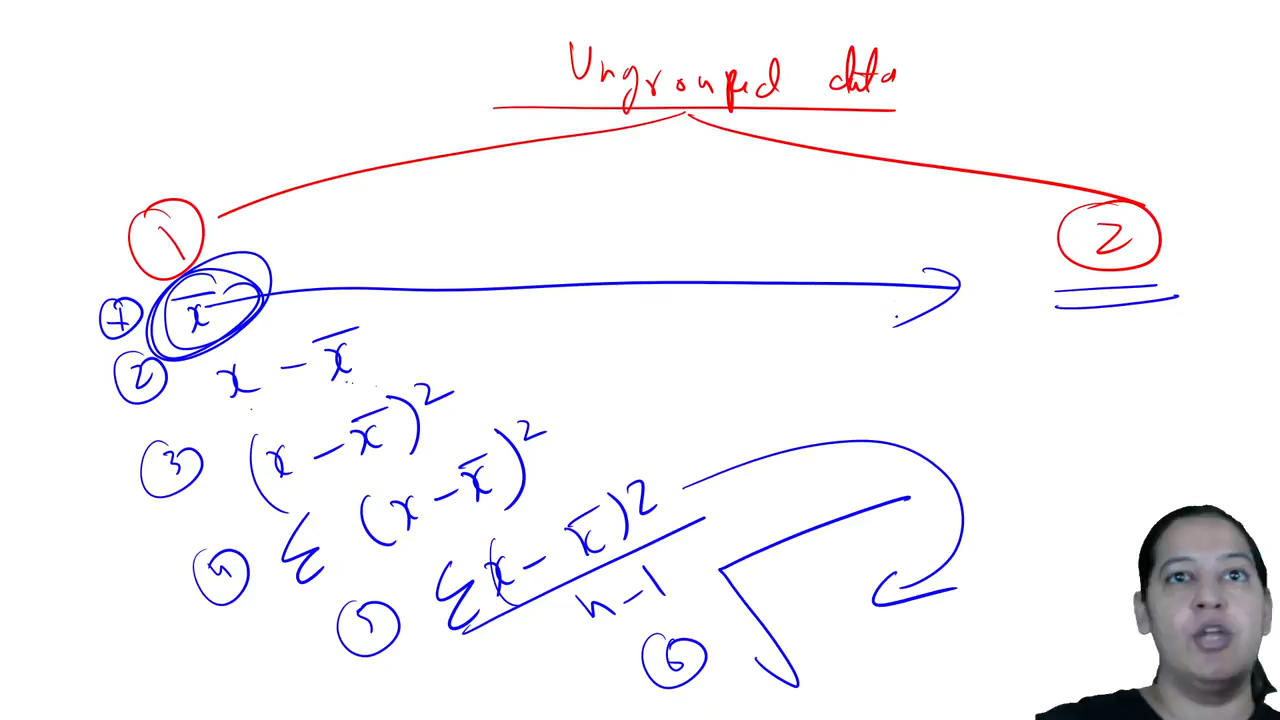 Ungrouped data
1
2
1 x̄
2 x - x̄
3 (x - x̄)²
4 Σ (x - x̄)²
5 Σ(x - x̄)² / n-1
6 √